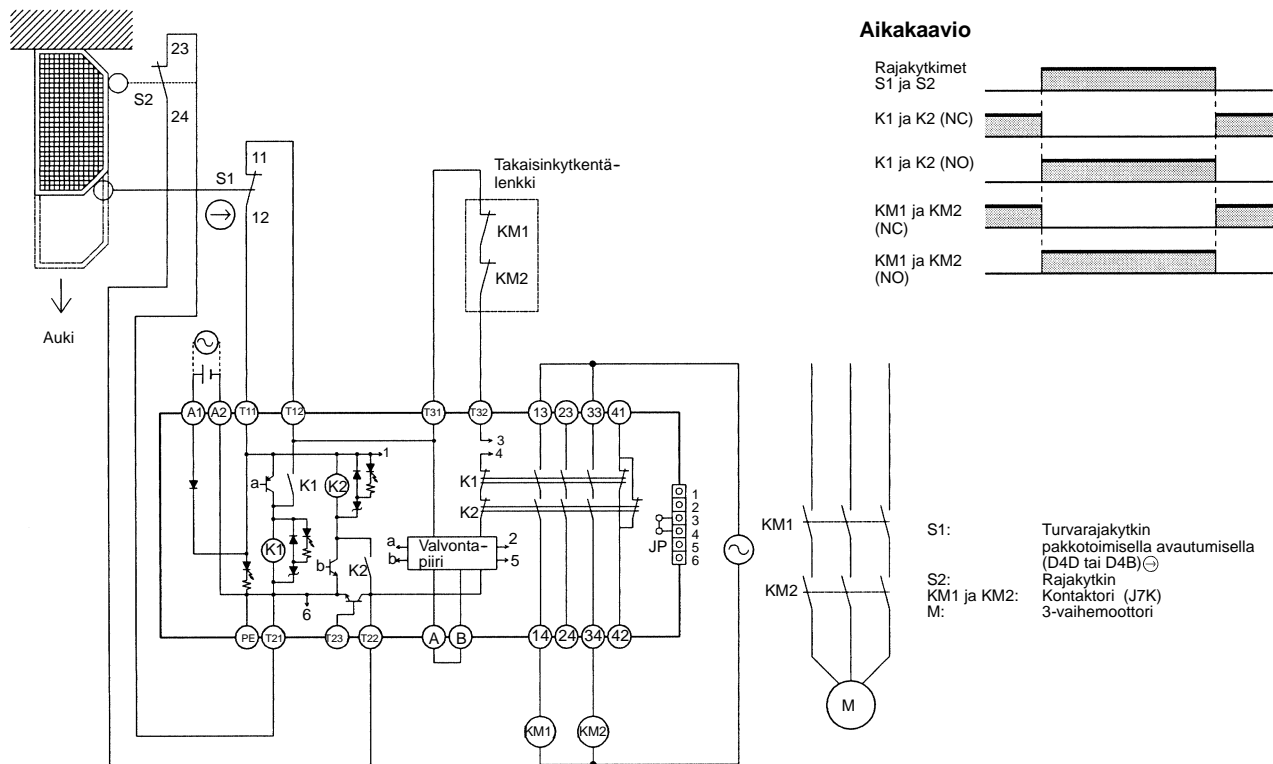 23
S2
24
11
S1
12
Auki
Takaisinkytkentä-
lenkki
KM1
KM2
A1
A2
T11
T12
T31
T32
13
23
33
41
1
3
4
a
K1
K2
K1
K2
K1
b
K2
a
b
Valvonta-
piiri
2
5
6
JP
1
2
3
4
5
6
PE
T21
T23
T22
A
B
14
24
34
42
KM1
KM2
Aikakaavio
Rajakytkimet
S1 ja S2
K1 ja K2 (NC)
K1 ja K2 (NO)
KM1 ja KM2
(NC)
KM1 ja KM2
(NO)
KM1
KM2
M
S1: Turvarajakytkin
pakkotoimisella avautumisella
(D4D tai D4B)
S2: Rajakytkin
KM1 ja KM2: Kontaktori (J7K)
M: 3-vaihemoottori